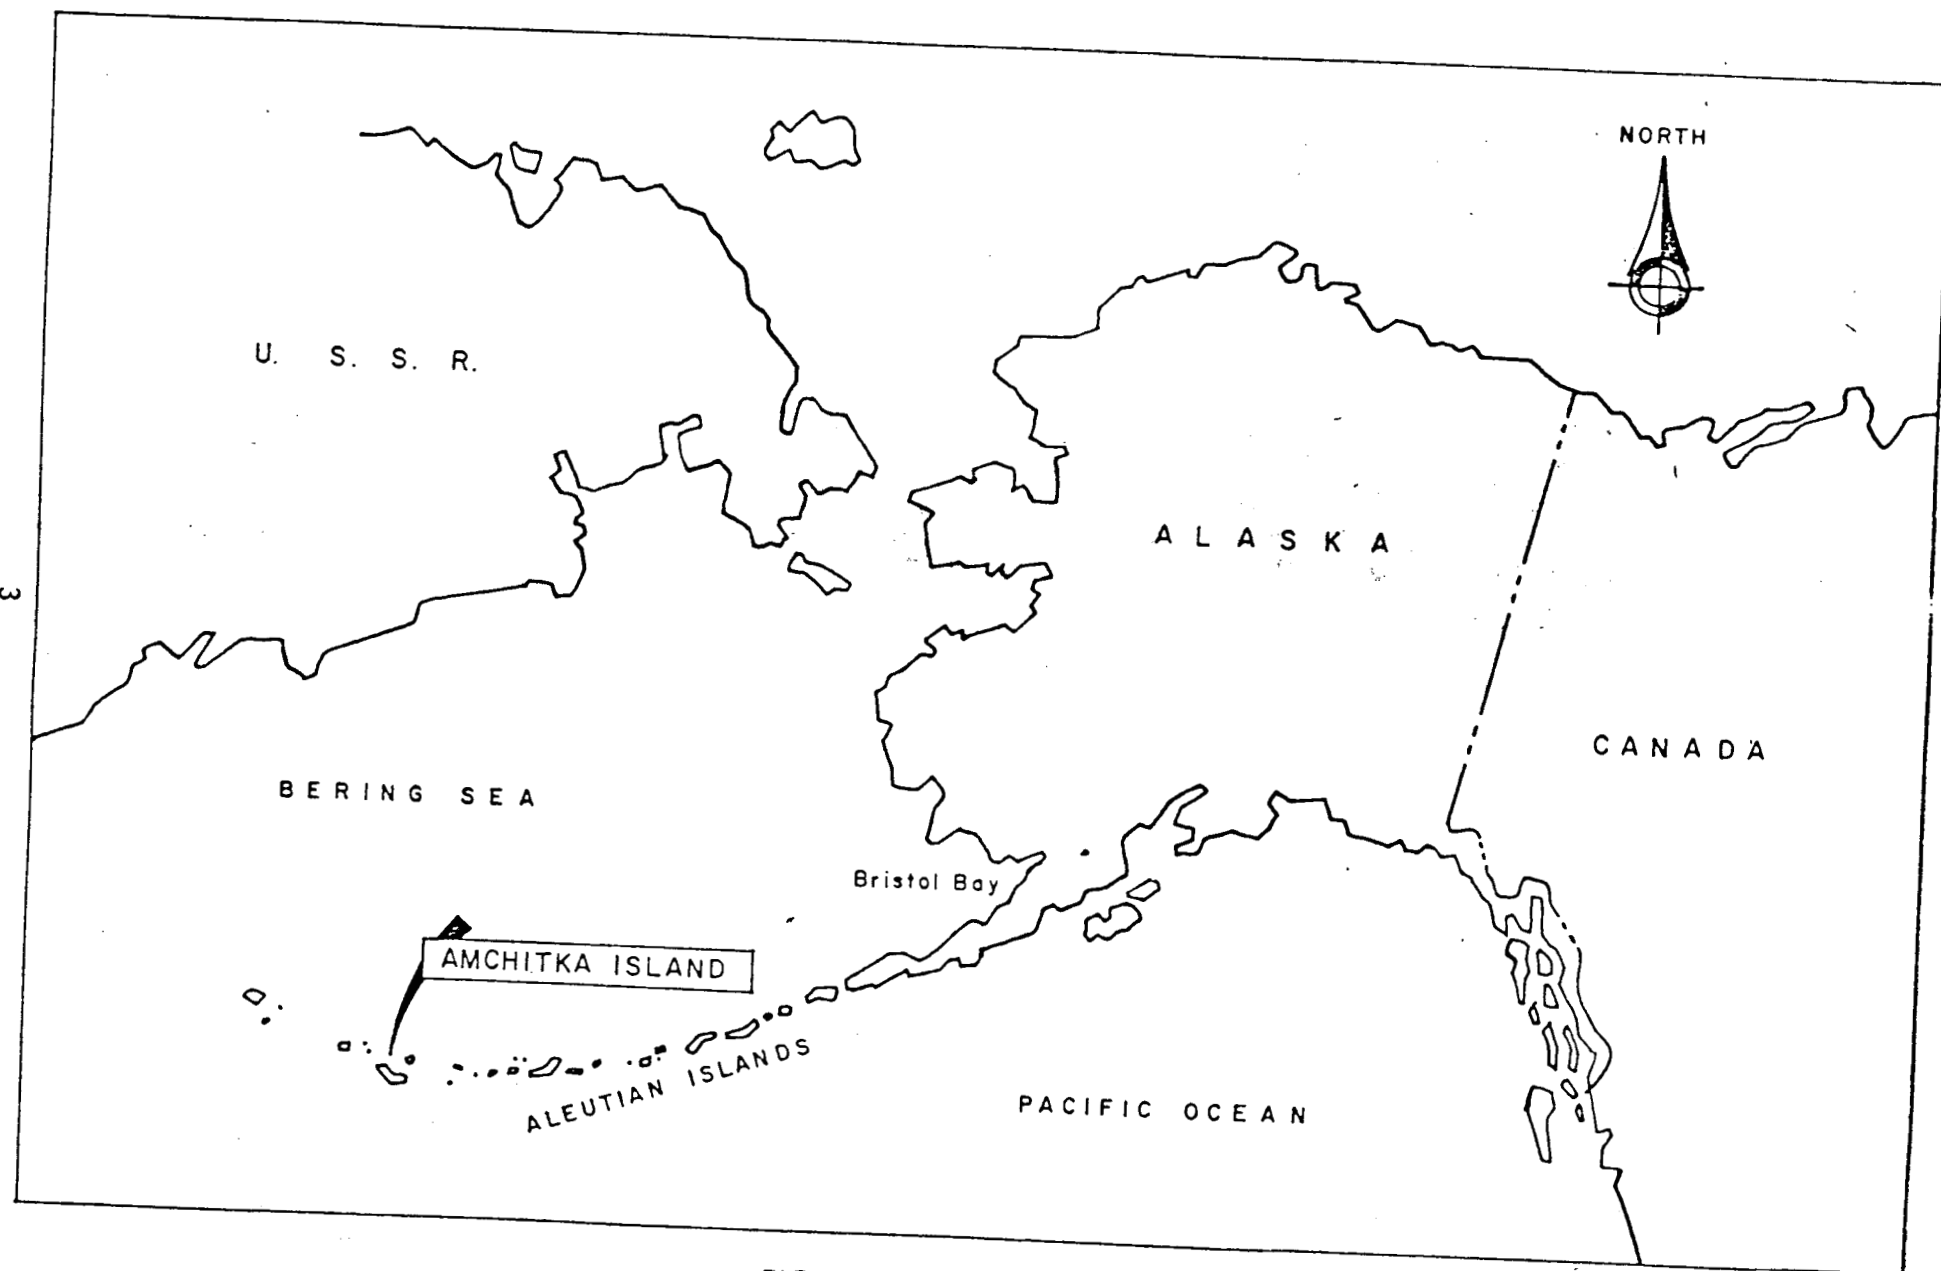 NORTH
U. S. S. R.
ALASKA
3
CANADA
BERING SEA
Bristol Bay
AMCHITKA ISLAND
ALEUTIAN ISLANDS
PACIFIC OCEAN